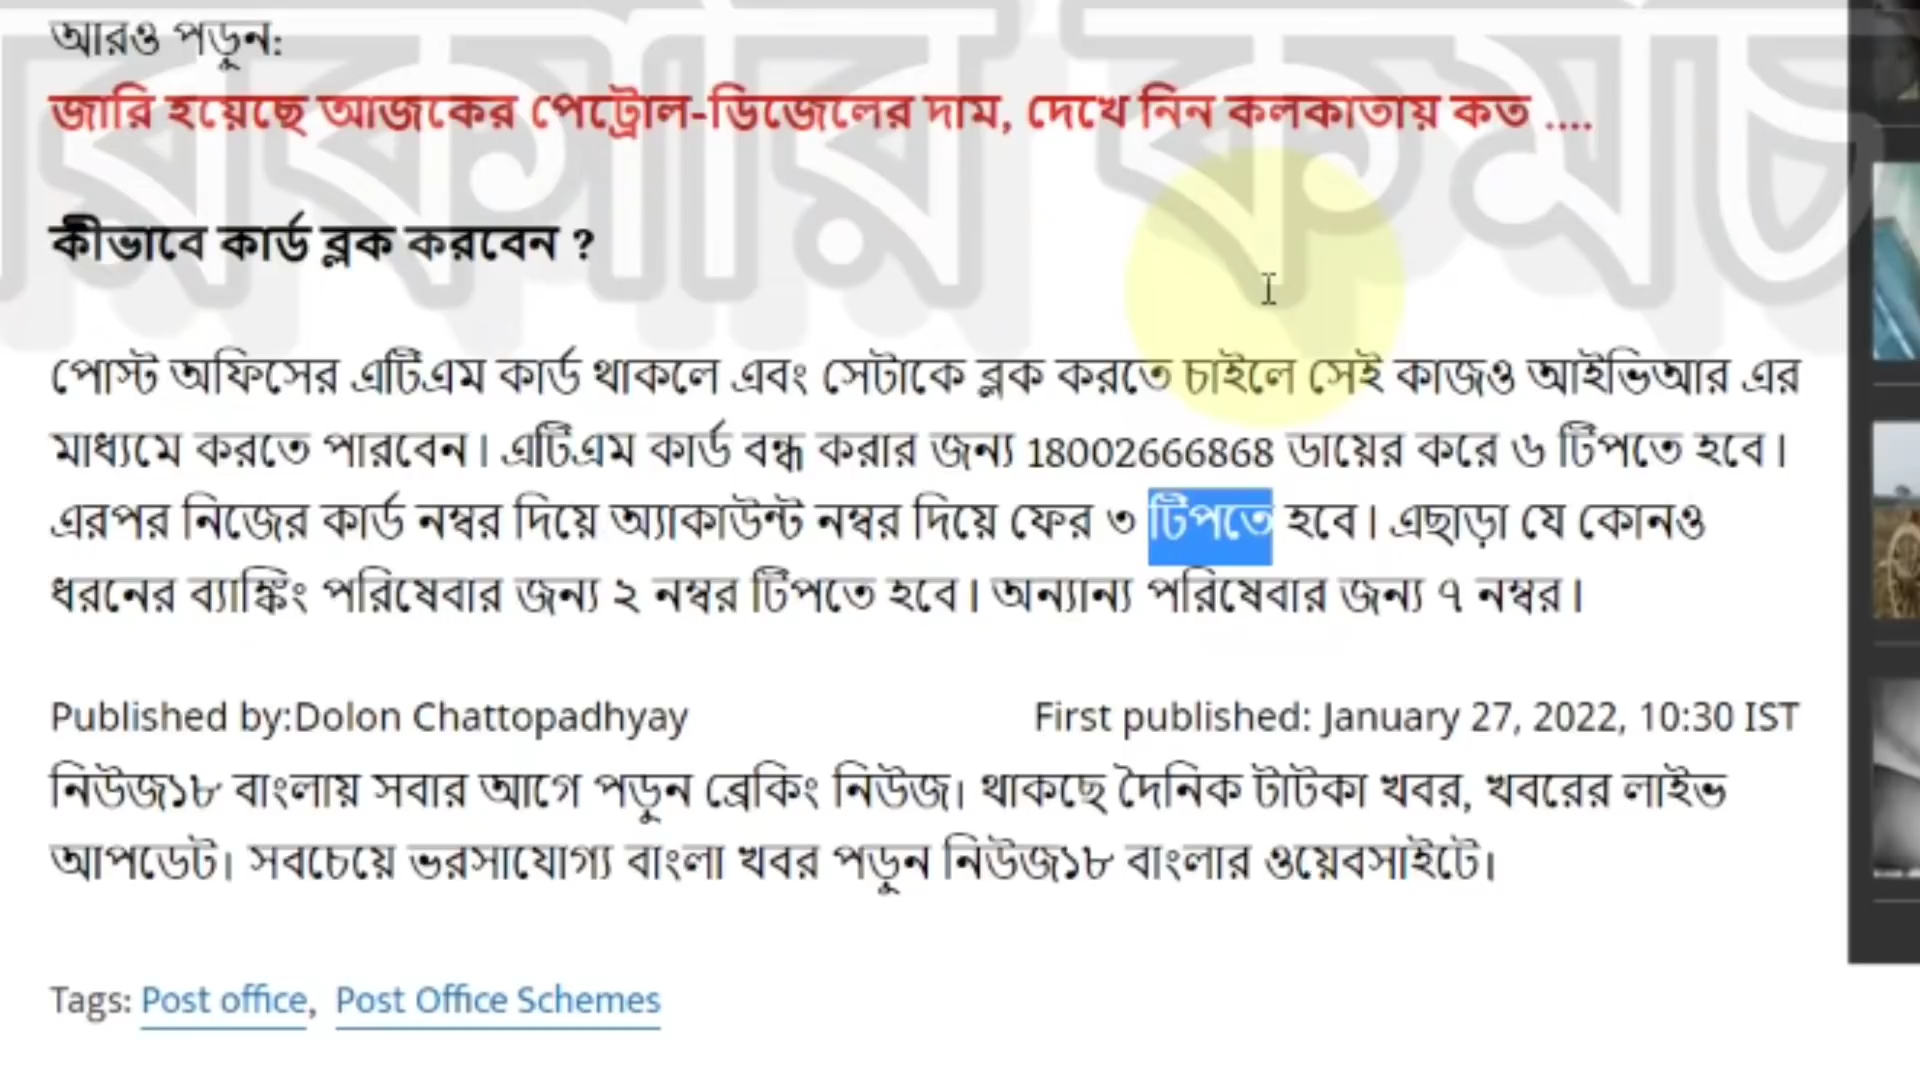 আরও পড়ুন:
জারি হয়েছে আজকের পেট্রোল-ডিজেলের দাম, দেখে নিন কলকাতায় কত ....
কীভাবে কার্ড ব্লক করবেন ?
পোস্ট অফিসের এটিএম কার্ড থাকলে এবং সেটাকে ব্লক করতে চাইলে সেই কাজও আইভিআর এর
মাধ্যমে করতে পারবেন। এটিএম কার্ড বন্ধ করার জন্য 18002666868 ডায়ের করে ৬ টিপতে হবে।
এরপর নিজের কার্ড নম্বর দিয়ে অ্যাকাউন্ট নম্বর দিয়ে ফের ৩ টিপতে হবে। এছাড়া যে কোনও
ধরনের ব্যাঙ্কিং পরিষেবার জন্য ২ নম্বর টিপতে হবে। অন্যান্য পরিষেবার জন্য ৭ নম্বর।
Published by:Dolon Chattopadhyay First published: January 27, 2022, 10:30 IST
নিউজ১৮ বাংলায় সবার আগে পড়ুন ব্রেকিং নিউজ। থাকছে দৈনিক টাটকা খবর, খবরের লাইভ
আপডেট। সবচেয়ে ভরসাযোগ্য বাংলা খবর পড়ুন নিউজ১৮ বাংলার ওয়েবসাইটে।
Tags: Post office, Post Office Schemes